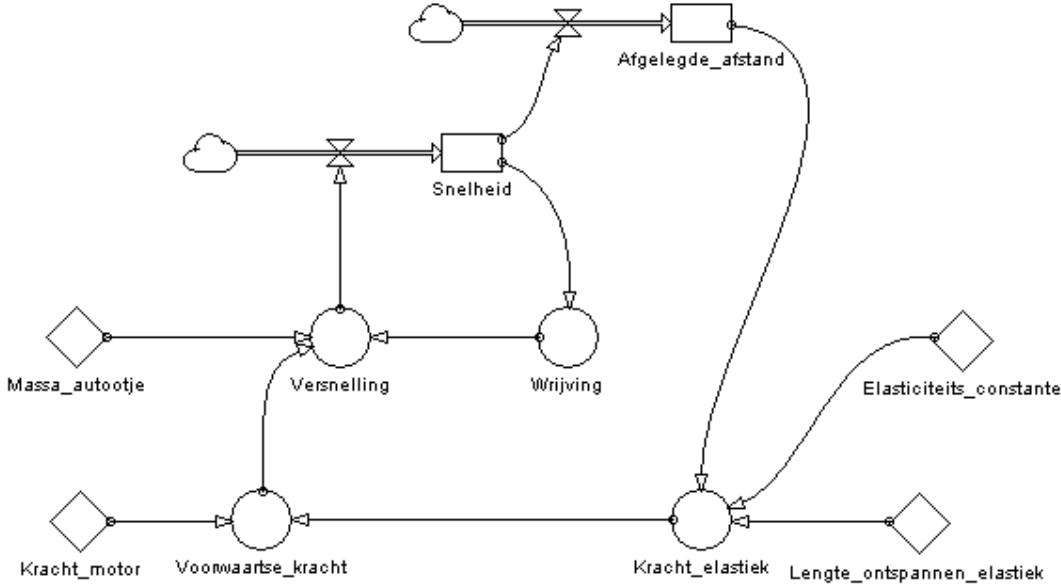 Afgelegde_afstand
Snelheid
Massa_autootje
Versnelling
Wrijving
Elasticiteits_constante
Kracht_motor
Voorwaartse_kracht
Kracht_elastiek
Lengte_ontspannen_elastiek